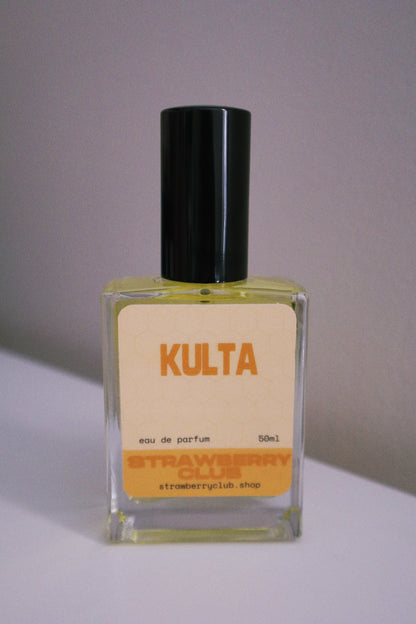 KULTA
eau de parfum 50ml
STRAWBERRY
CLUB
strawberryclub.shop